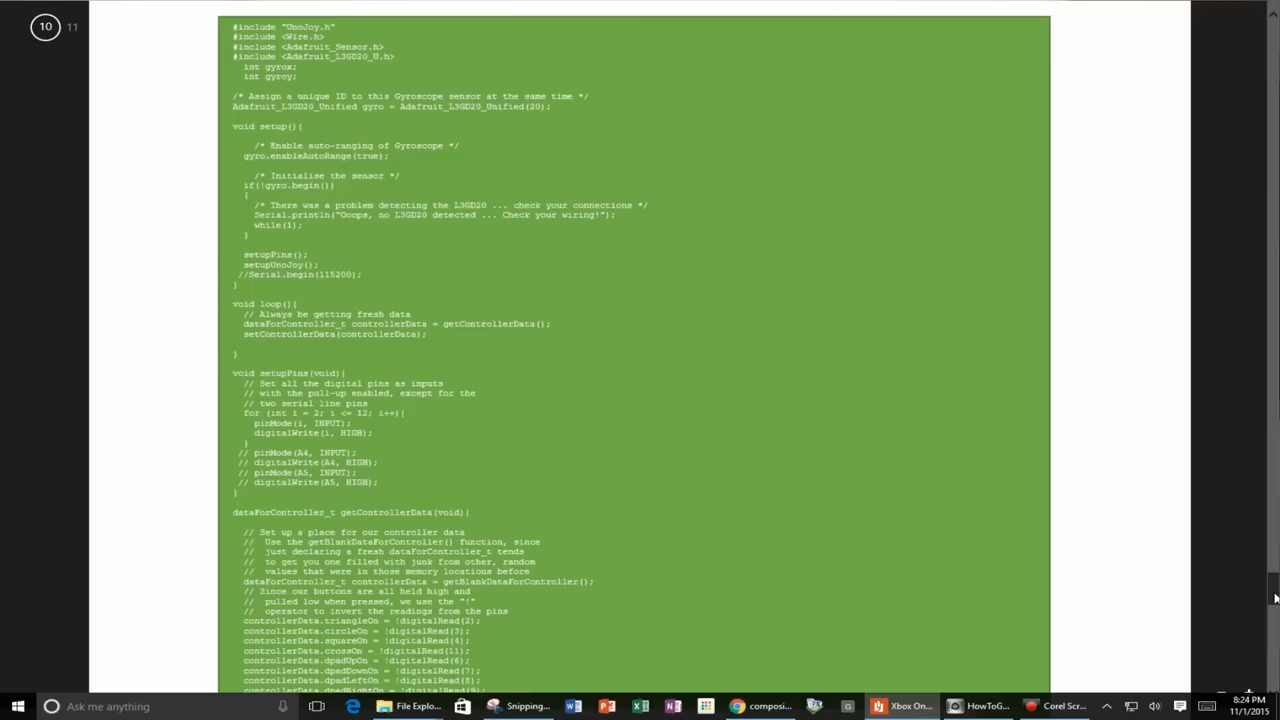 10 11
#include "UnoJoy.h"
#include <Wire.h>
#include <Adafruit_Sensor.h>
#include <Adafruit_L3GD20_U.h>
int gyrox;
int gyroy;
/* Assign a unique ID to this Gyroscope sensor at the same time */
Adafruit_L3GD20_Unified gyro = Adafruit_L3GD20_Unified(20);
void setup(){
/* Enable auto-ranging of Gyroscope */
gyro.enableAutoRange(true);
/* Initialise the sensor */
if(!gyro.begin())
{
/* There was a problem detecting the L3GD20 ... check your connections */
Serial.println("Ooops, no L3GD20 detected ... Check your wiring!");
while(1);
}
setupPins();
setupUnoJoy();
//Serial.begin(115200);
}
void loop(){
// Always be getting fresh data
dataForController_t controllerData = getControllerData();
setControllerData(controllerData);
}
void setupPins(void){
// Set all the digital pins as inputs
// with the pull-up enabled, except for the
// two serial line pins
for (int i = 2; i <= 12; i++){
pinMode(i, INPUT);
digitalWrite(i, HIGH);
}
// pinMode(A4, INPUT);
// digitalWrite(A4, HIGH);
// pinMode(A5, INPUT);
// digitalWrite(A5, HIGH);
}
dataForController_t getControllerData(void){
// Set up a place for our controller data
// Use the getBlankDataForController() function, since
// just declaring a fresh dataForController_t tends
// to get you one filled with junk from other, random
// values that were in those memory locations before
dataForController_t controllerData = getBlankDataForController();
// Since our buttons are all held high and
// pulled low when pressed, we use the "!"
// operator to invert the readings from the pins
controllerData.triangleOn = !digitalRead(2);
controllerData.circleOn = !digitalRead(3);
controllerData.squareOn = !digitalRead(4);
controllerData.crossOn = !digitalRead(11);
controllerData.dpadUpOn = !digitalRead(6);
controllerData.dpadDownOn = !digitalRead(7);
controllerData.dpadLeftOn = !digitalRead(8);
controllerData.dpadRightOn = !digitalRead(9);
Ask me anything
File Explo...
Snipping...
composi...
Xbox On...
HowToG...
Corel Scr...
8:24 PM
11/1/2015